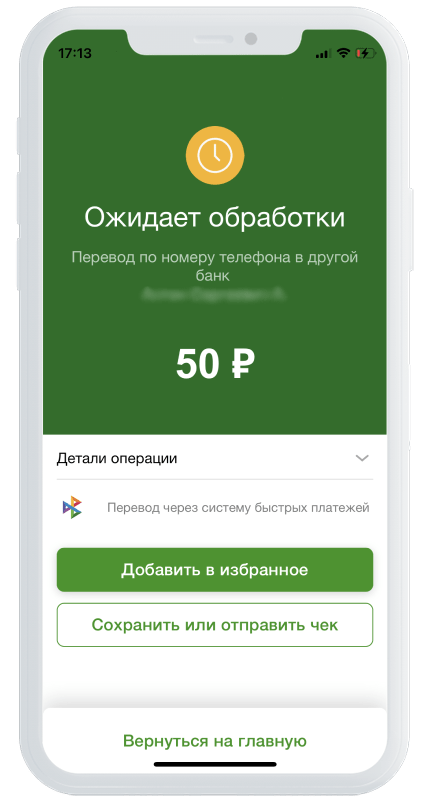 17:13
Ожидает обработки
Перевод по номеру телефона в другой
банк
50 ₽
Детали операции
Перевод через систему быстрых платежей
Добавить в избранное
Сохранить или отправить чек
Вернуться на главную